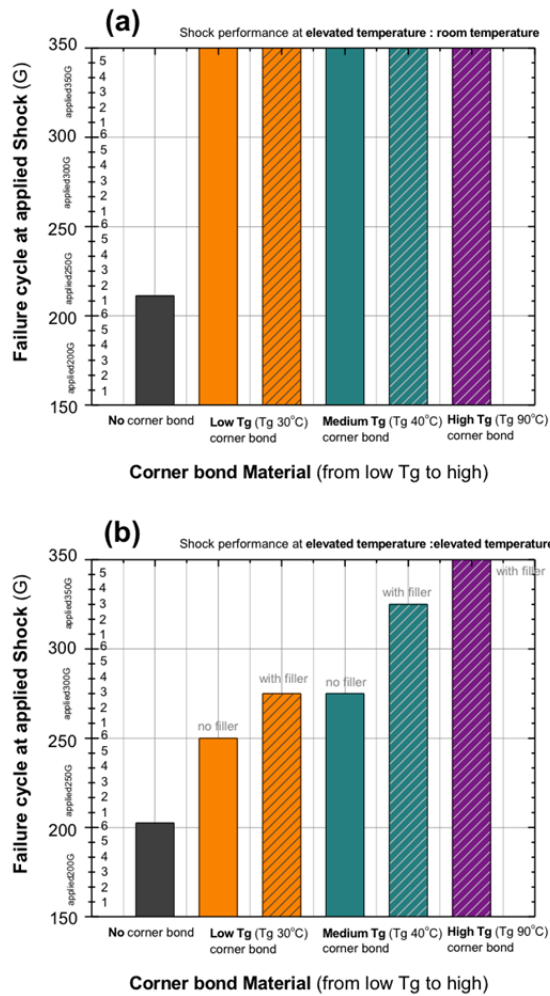 (a)
Shock performance at elevated temperature : room temperature
Failure cycle at applied Shock (G)
350
300
250
200
150
applied350G
applied300G
applied250G
applied200G
5
4
3
2
1
6
5
4
3
2
1
6
5
4
3
2
1
6
5
4
3
2
1
No corner bond
Low Tg (Tg 30°C)
corner bond
Medium Tg (Tg 40°C)
corner bond
High Tg (Tg 90°C)
corner bond
Corner bond Material (from low Tg to high)
(b)
Shock performance at elevated temperature :elevated temperature
Failure cycle at applied Shock (G)
350
300
250
200
150
applied350G
applied300G
applied250G
applied200G
5
4
3
2
1
6
5
4
3
2
1
6
5
4
3
2
1
6
5
4
3
2
1
no filler
with filler
no filler
with filler
with filler
No corner bond
Low Tg (Tg 30°C)
corner bond
Medium Tg (Tg 40°C)
corner bond
High Tg (Tg 90°C)
corner bond
Corner bond Material (from low Tg to high)